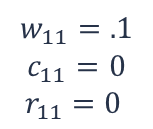 w₁₁ = .1
c₁₁ = 0
r₁₁ = 0